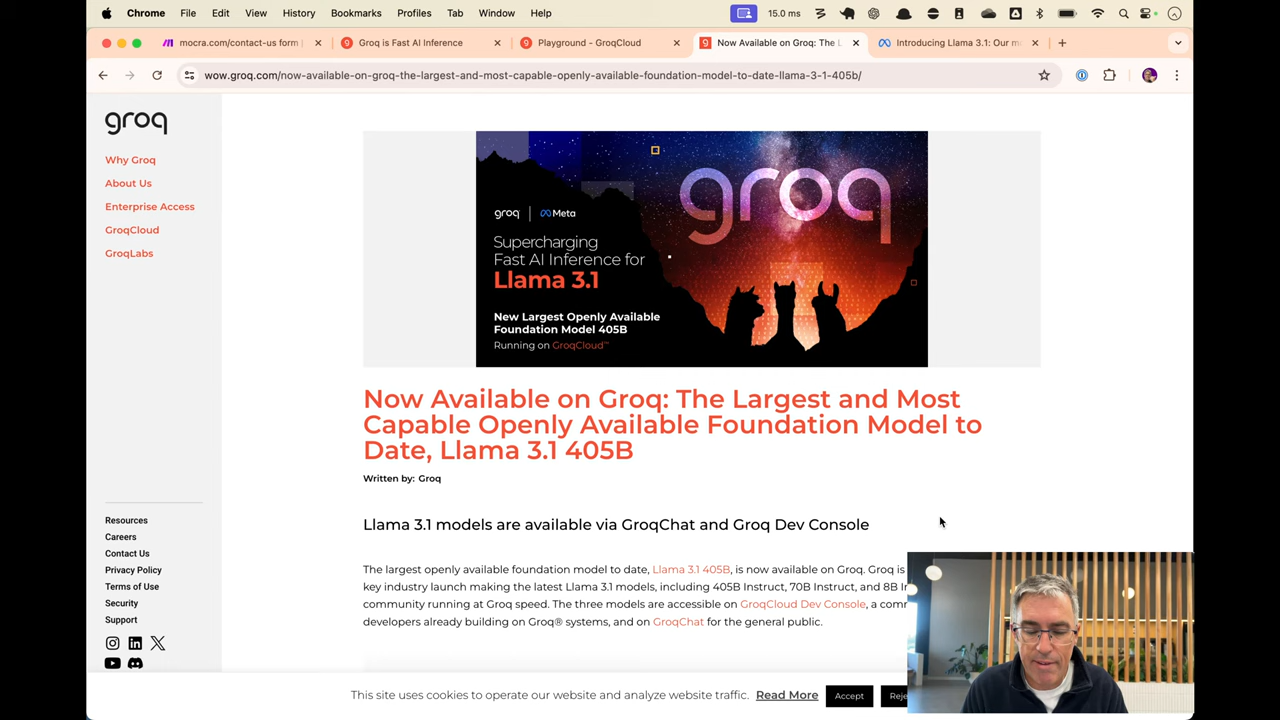 Chrome File Edit View History Bookmarks Profiles Tab Window Help 15.0 ms
mocra.com/contact-us form Groq is Fast AI Inference Playground - GroqCloud Now Available on Groq: The L Introducing Llama 3.1: Our m
wow.groq.com/now-available-on-groq-the-largest-and-most-capable-openly-available-foundation-model-to-date-llama-3-1-405b/
groq
Why Groq
About Us
Enterprise Access
GroqCloud
GroqLabs
Resources
Careers
Contact Us
Privacy Policy
Terms of Use
Security
Support
groq
groq | Meta
Supercharging
Fast AI Inference for
Llama 3.1
New Largest Openly Available
Foundation Model 405B
Running on GroqCloud™
Now Available on Groq: The Largest and Most
Capable Openly Available Foundation Model to
Date, Llama 3.1 405B
Written by: Groq
Llama 3.1 models are available via GroqChat and Groq Dev Console
The largest openly available foundation model to date, Llama 3.1 405B, is now available on Groq. Groq is
key industry launch making the latest Llama 3.1 models, including 405B Instruct, 70B Instruct, and 8B I
community running at Groq speed. The three models are accessible on GroqCloud Dev Console, a com
developers already building on Groq® systems, and on GroqChat for the general public.
This site uses cookies to operate our website and analyze website traffic. Read More Accept Reje